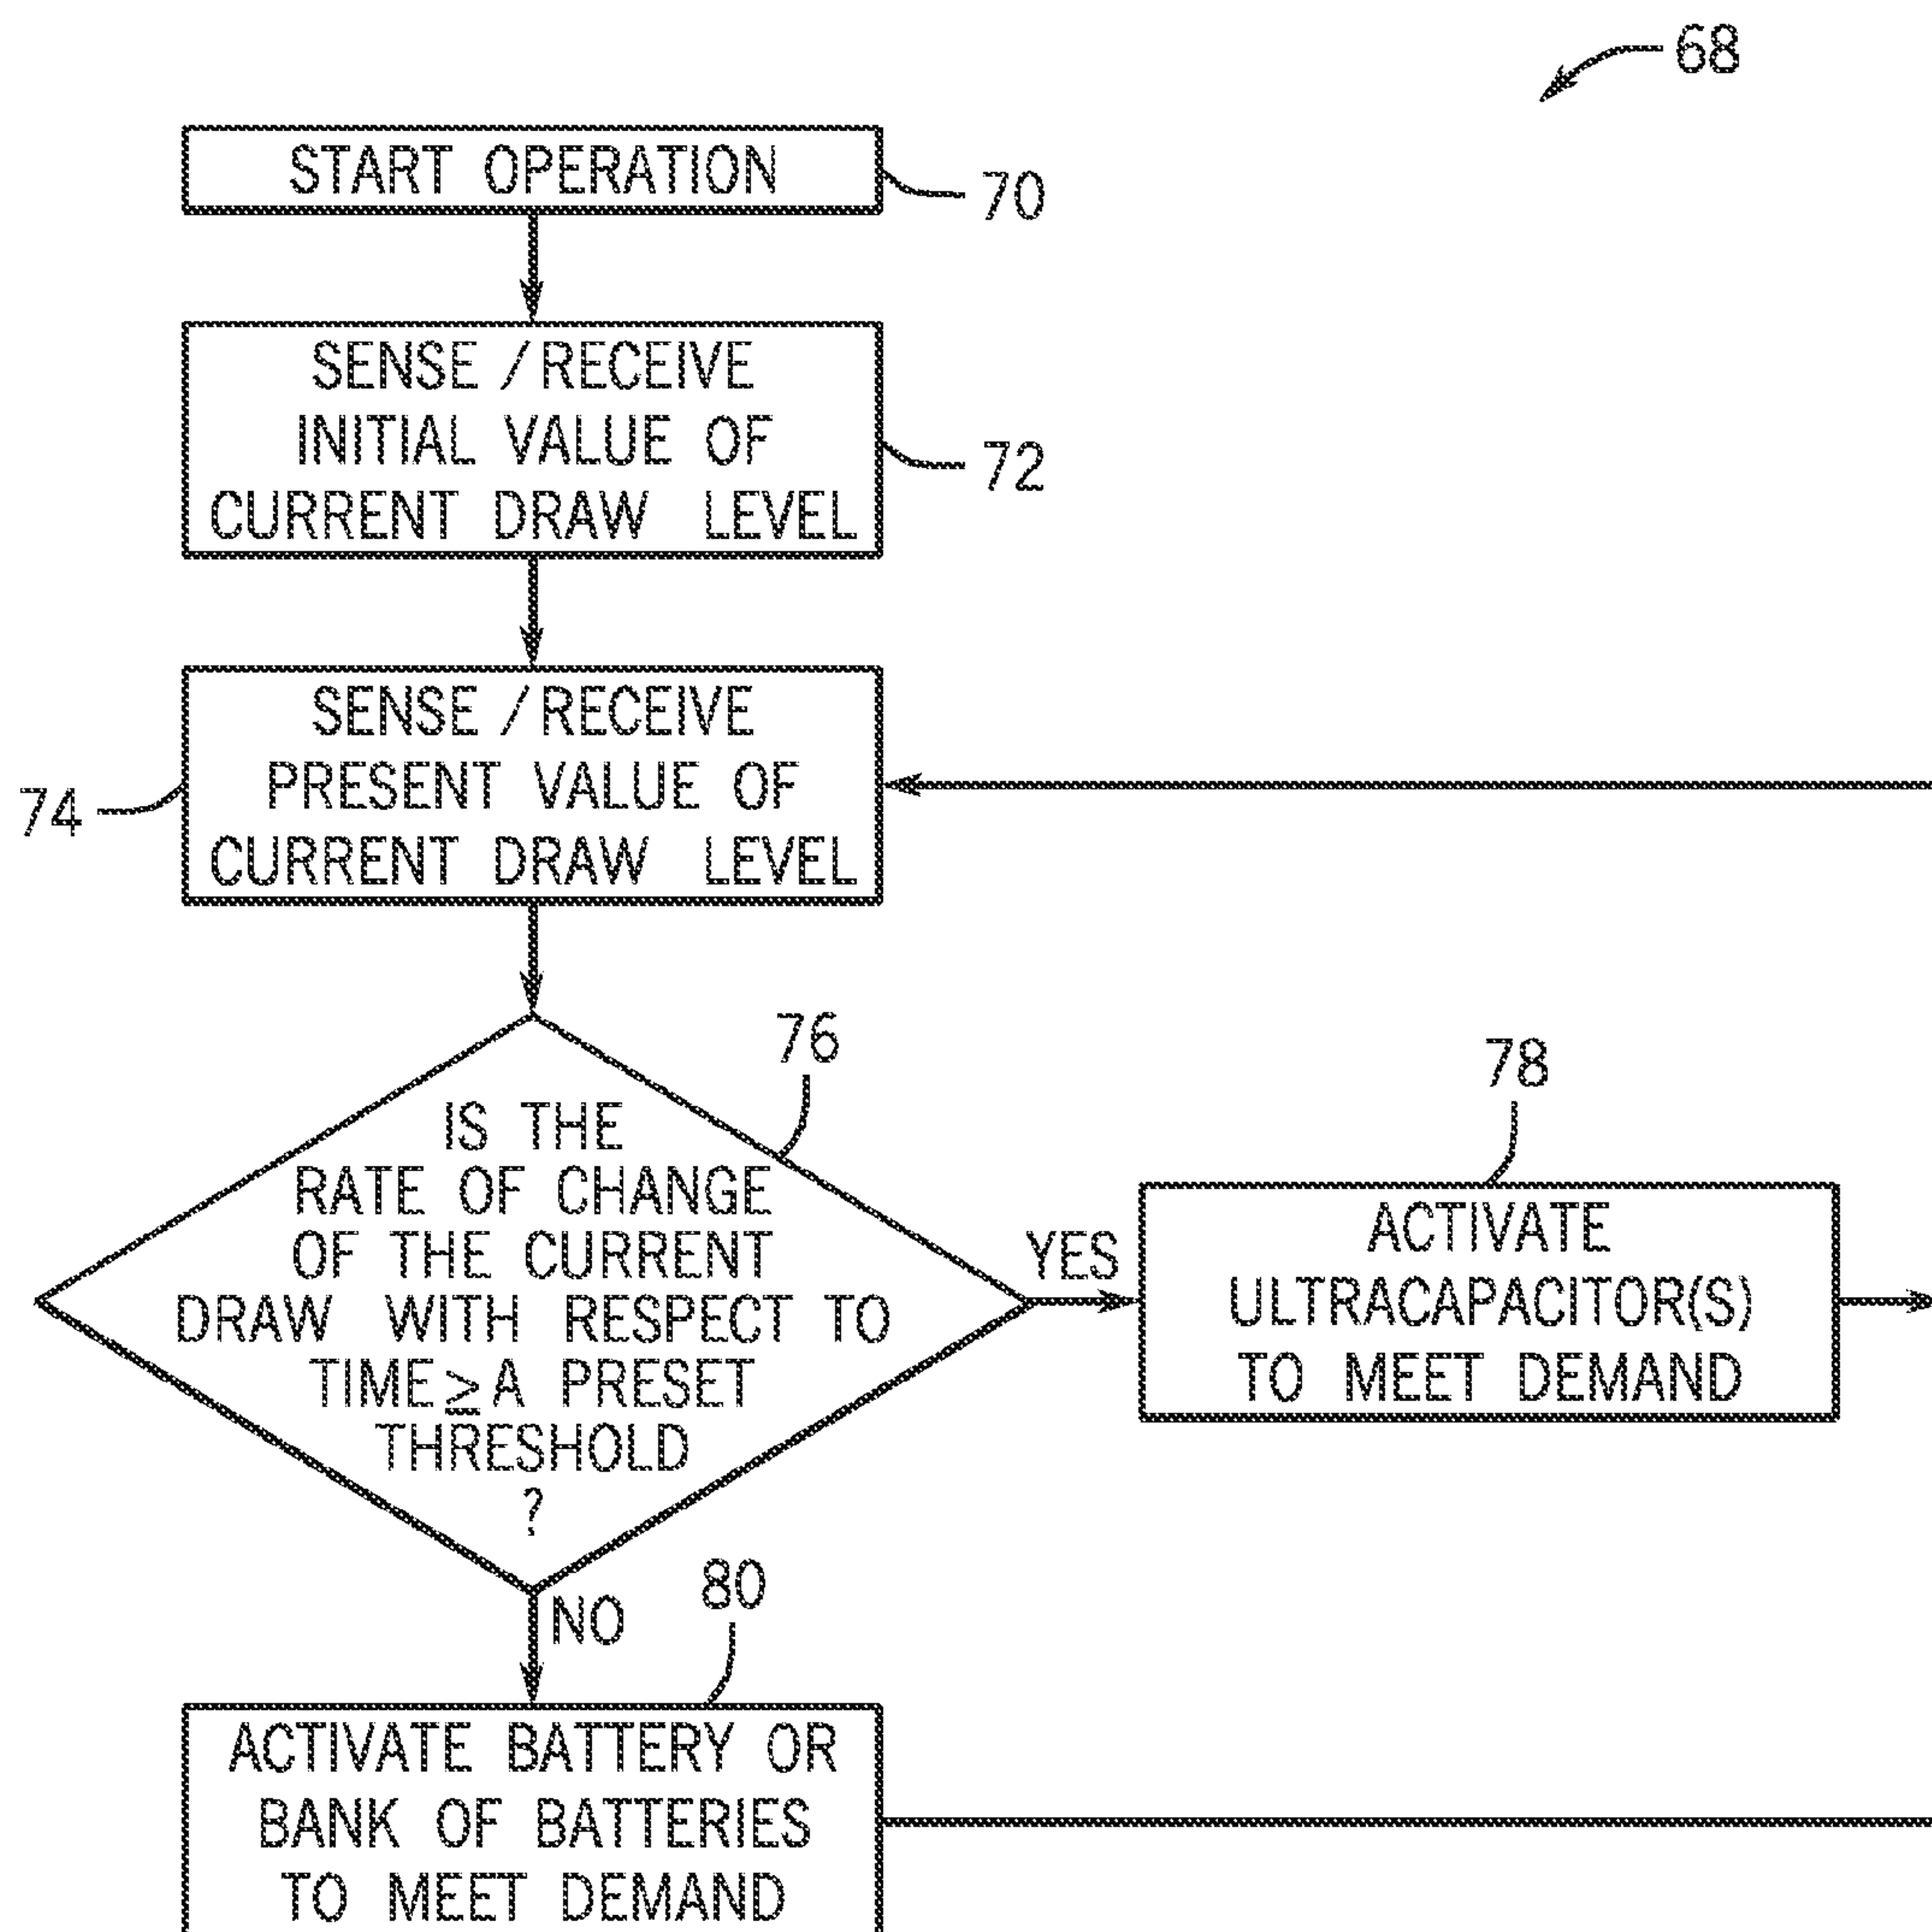 68
START OPERATION
70
SENSE / RECEIVE
INITIAL VALUE OF
CURRENT DRAW LEVEL
72
SENSE / RECEIVE
PRESENT VALUE OF
CURRENT DRAW LEVEL
74
76
IS THE
RATE OF CHANGE
OF THE CURRENT
DRAW WITH RESPECT TO
TIME ≥ A PRESET
THRESHOLD
?
YES
78
ACTIVATE
ULTRACAPACITOR(S)
TO MEET DEMAND
NO
80
ACTIVATE BATTERY OR
BANK OF BATTERIES
TO MEET DEMAND